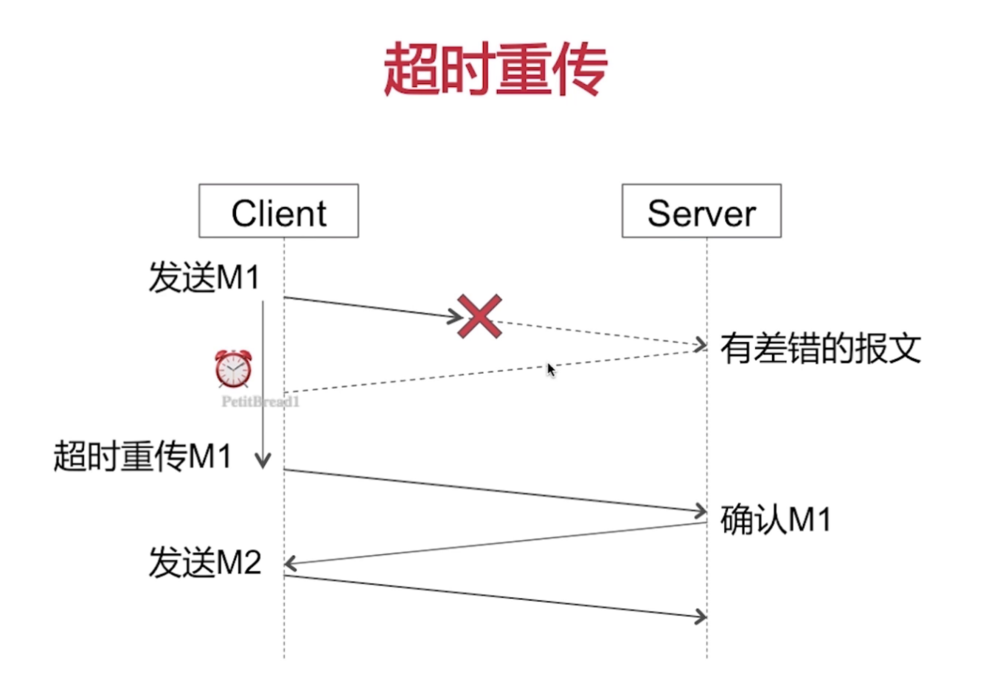 超时重传
Client
Server
发送M1
有差错的报文
PetitBread1
超时重传M1
确认M1
发送M2